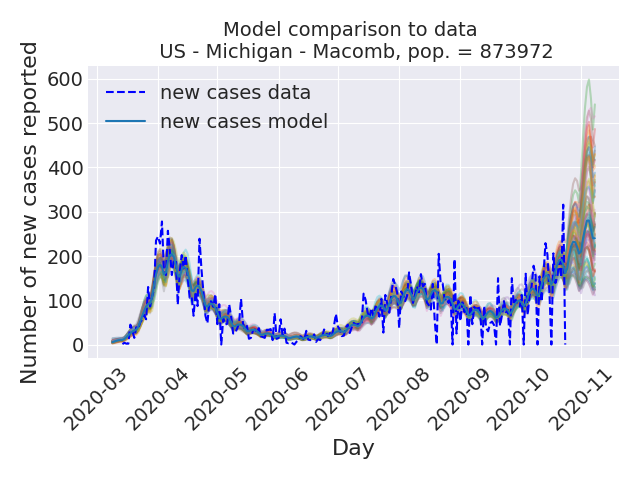 Model comparison to data
US - Michigan - Macomb, pop. = 873972
Number of new cases reported
600
500
400
300
200
100
0
new cases data
new cases model
2020-03
2020-04
2020-05
2020-06
2020-07
2020-08
2020-09
2020-10
2020-11
Day